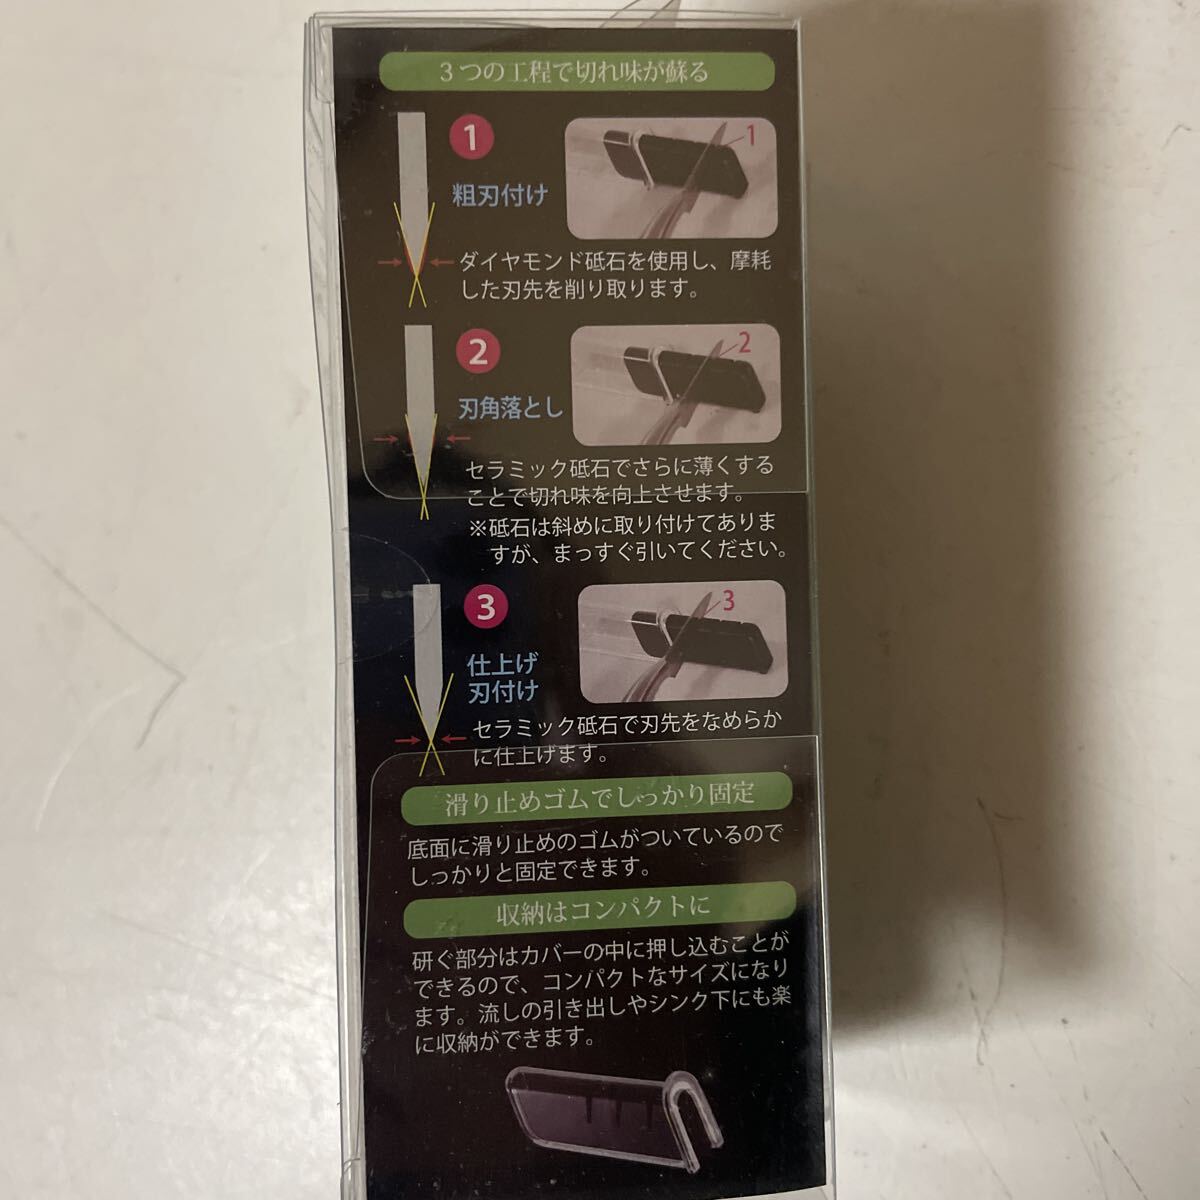 3つの工程で切れ味が蘇る
1
粗刃付け
1
ダイヤモンド砥石を使用し、摩耗
した刃先を削り取ります。
2
刃角落とし
2
セラミック砥石でさらに薄くする
ことで切れ味を向上させます。
※砥石は斜めに取り付けてありま
すが、まっすぐ引いてください。
3
仕上げ
刃付け
3
セラミック砥石で刃先をなめらか
に仕上げます。
滑り止めゴムでしっかり固定
底面に滑り止めのゴムがついているので
しっかりと固定できます。
収納はコンパクトに
研ぐ部分はカバーの中に押し込むことが
できるので、コンパクトなサイズになり
ます。流しの引き出しやシンク下にも楽
に収納ができます。